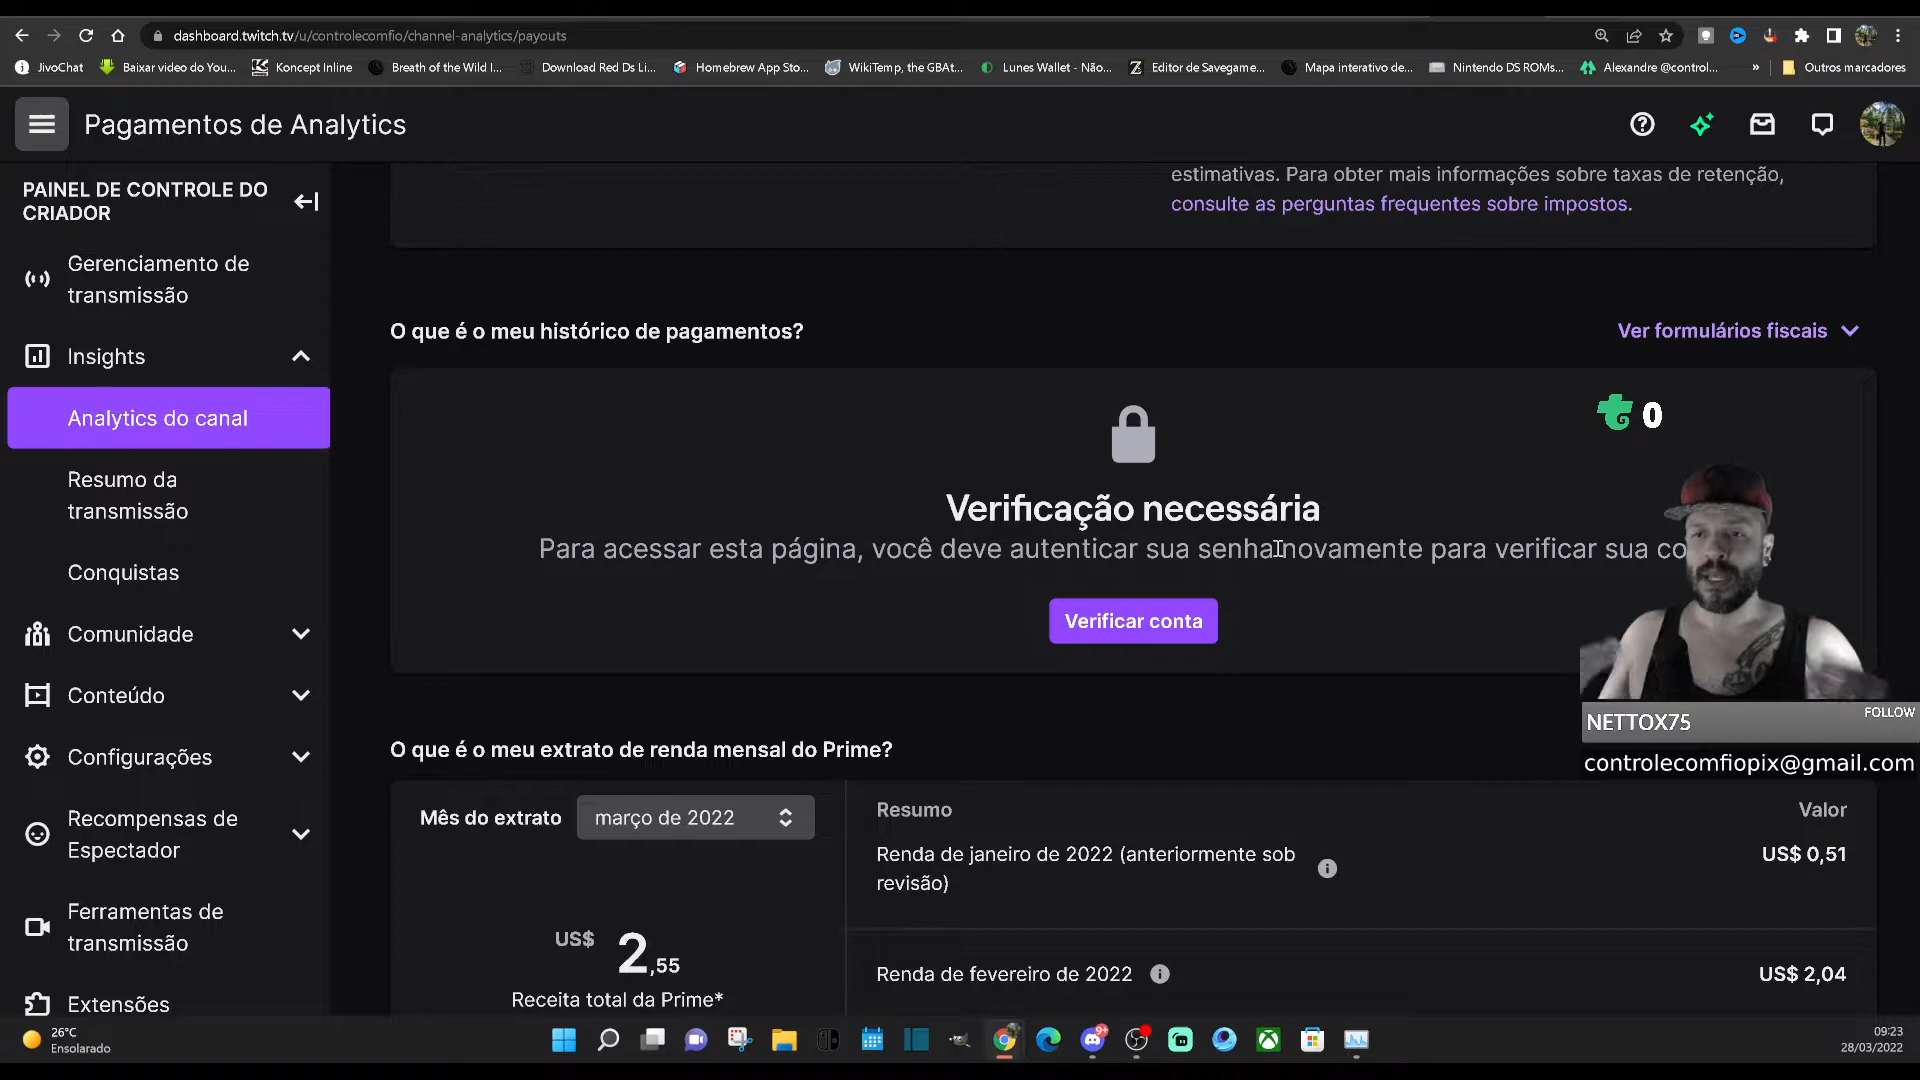 dashboard.twitch.tv/u/controlecomfio/channel-analytics/payouts
JivoChat
Baixar video do You...
Koncept Inline
Breath of the Wild I...
Download Red Ds Li...
Homebrew App Sto...
WikiTemp, the GBAt...
Lunes Wallet - Não...
Editor de Savegame...
Mapa interativo de...
Nintendo DS ROMs...
Alexandre @control...
»
Outros marcadores
Pagamentos de Analytics
PAINEL DE CONTROLE DO
CRIADOR
Gerenciamento de
transmissão
Insights
Analytics do canal
Resumo da
transmissão
Conquistas
Comunidade
Conteúdo
Configurações
Recompensas de
Espectador
Ferramentas de
transmissão
Extensões
estimativas. Para obter mais informações sobre taxas de retenção,
consulte as perguntas frequentes sobre impostos.
O que é o meu histórico de pagamentos?
Ver formulários fiscais
0
Verificação necessária
Para acessar esta página, você deve autenticar sua senha novamente para verificar sua co
Verificar conta
NETTOX75
FOLLOW
controlecomfiopix@gmail.com
O que é o meu extrato de renda mensal do Prime?
Mês do extrato
março de 2022
US$ 2,55
Receita total da Prime*
Resumo
Valor
Renda de janeiro de 2022 (anteriormente sob
revisão)
US$ 0,51
Renda de fevereiro de 2022
US$ 2,04
26°C
Ensolarado
9+
09:23
28/03/2022